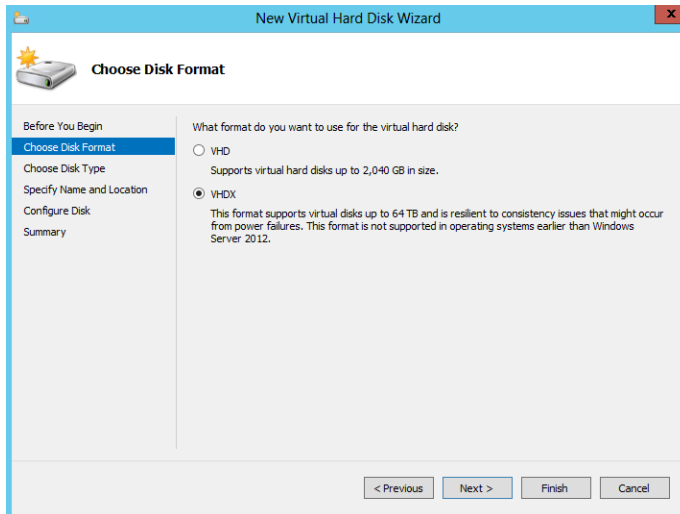 New Virtual Hard Disk Wizard
x
Choose Disk Format
Before You Begin
Choose Disk Format
Choose Disk Type
Specify Name and Location
Configure Disk
Summary
What format do you want to use for the virtual hard disk?
VHD
Supports virtual hard disks up to 2,040 GB in size.
VHDX
This format supports virtual disks up to 64 TB and is resilient to consistency issues that might occur
from power failures. This format is not supported in operating systems earlier than Windows
Server 2012.
< Previous
Next >
Finish
Cancel